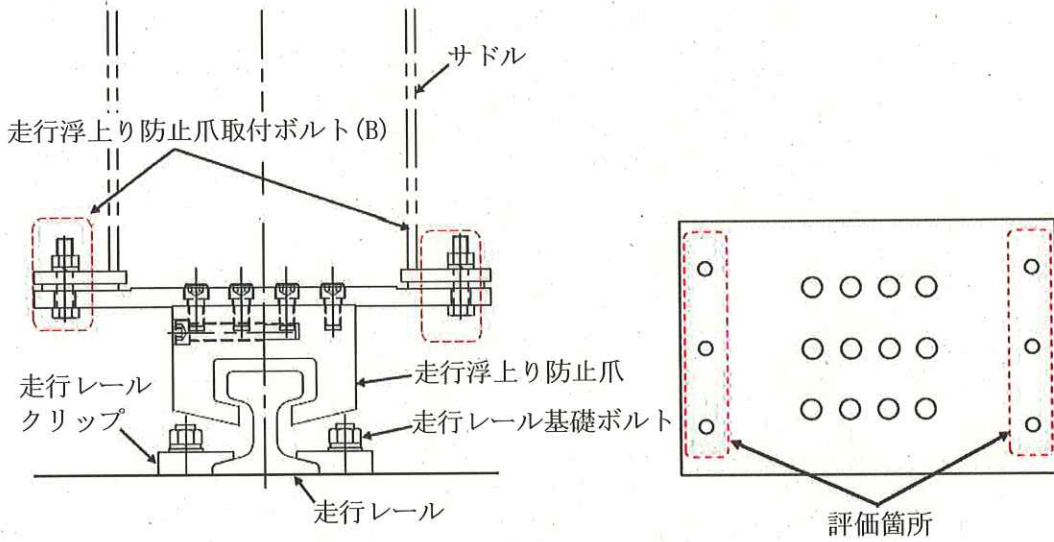 サドル
走行浮上り防止爪取付ボルト(B)
走行レール
クリップ
走行浮上り防止爪
走行レール基礎ボルト
走行レール
評価箇所